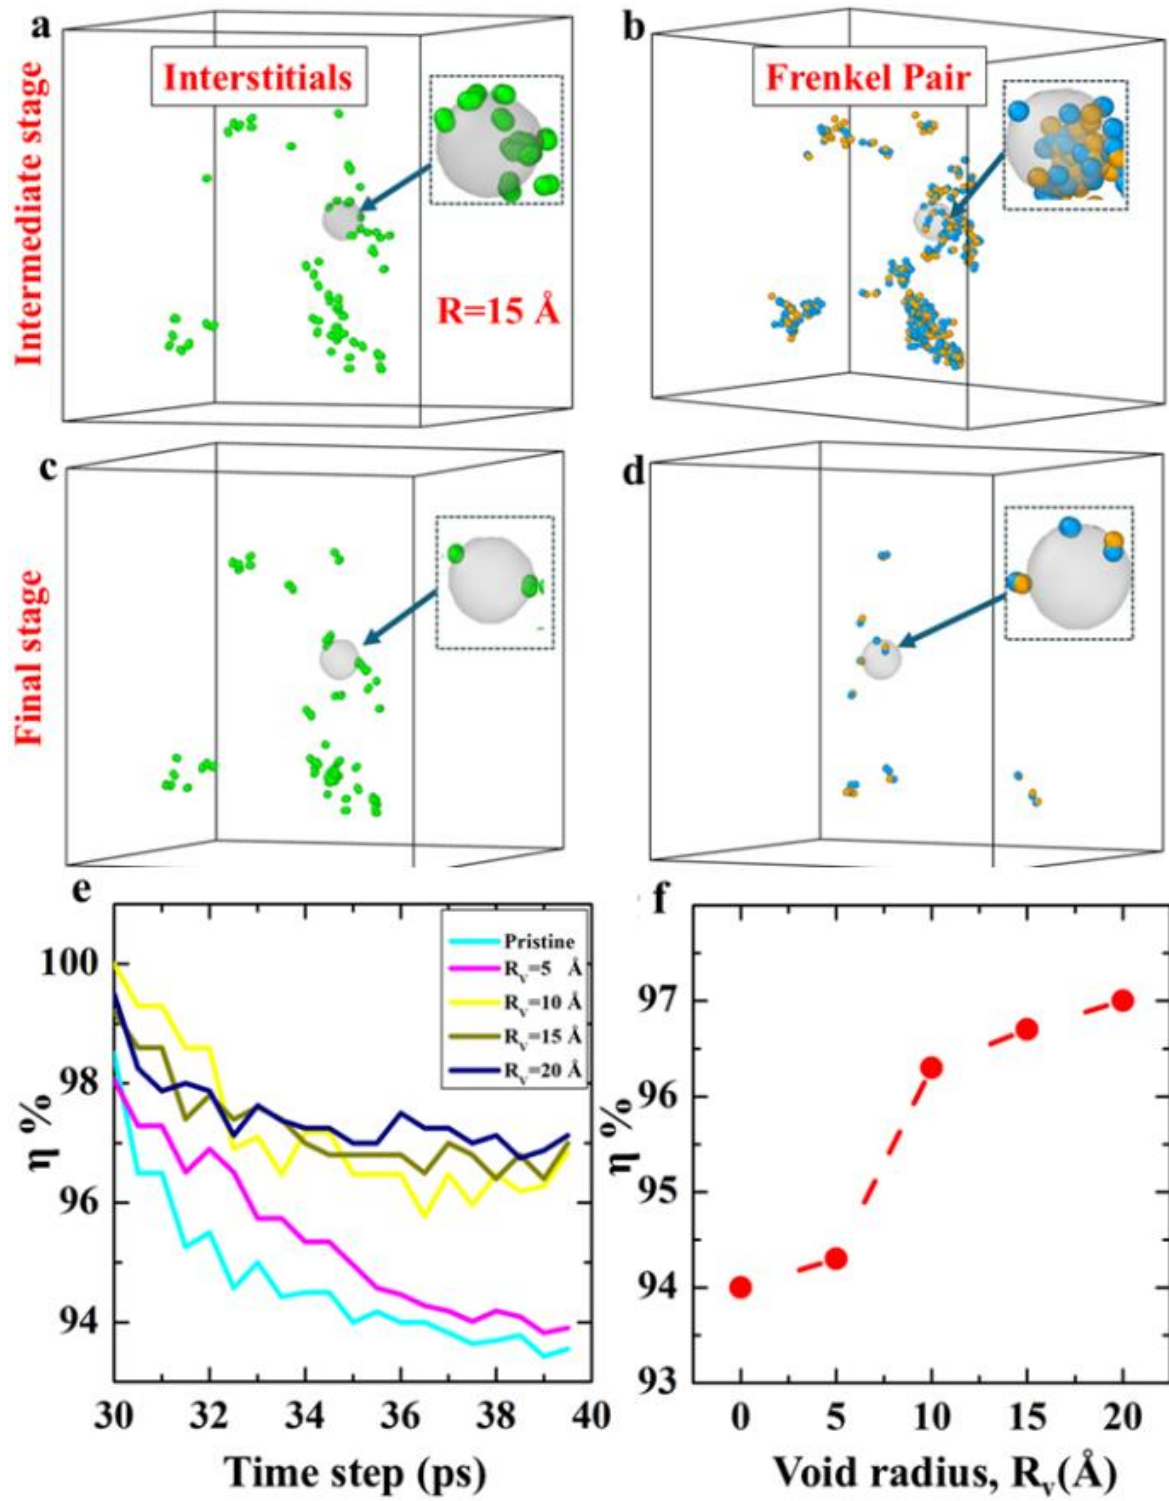 a
b
Intermediate stage
Interstitials
Frenkel Pair
R=15 Å
c
d
Final stage
e
f
η %
100
98
96
94
Pristine
Rv=5 Å
Rv=10 Å
Rv=15 Å
Rv=20 Å
30 32 34 36 38 40
Time step (ps)
η %
97
96
95
94
93
0 5 10 15 20
Void radius, Rv(Å)